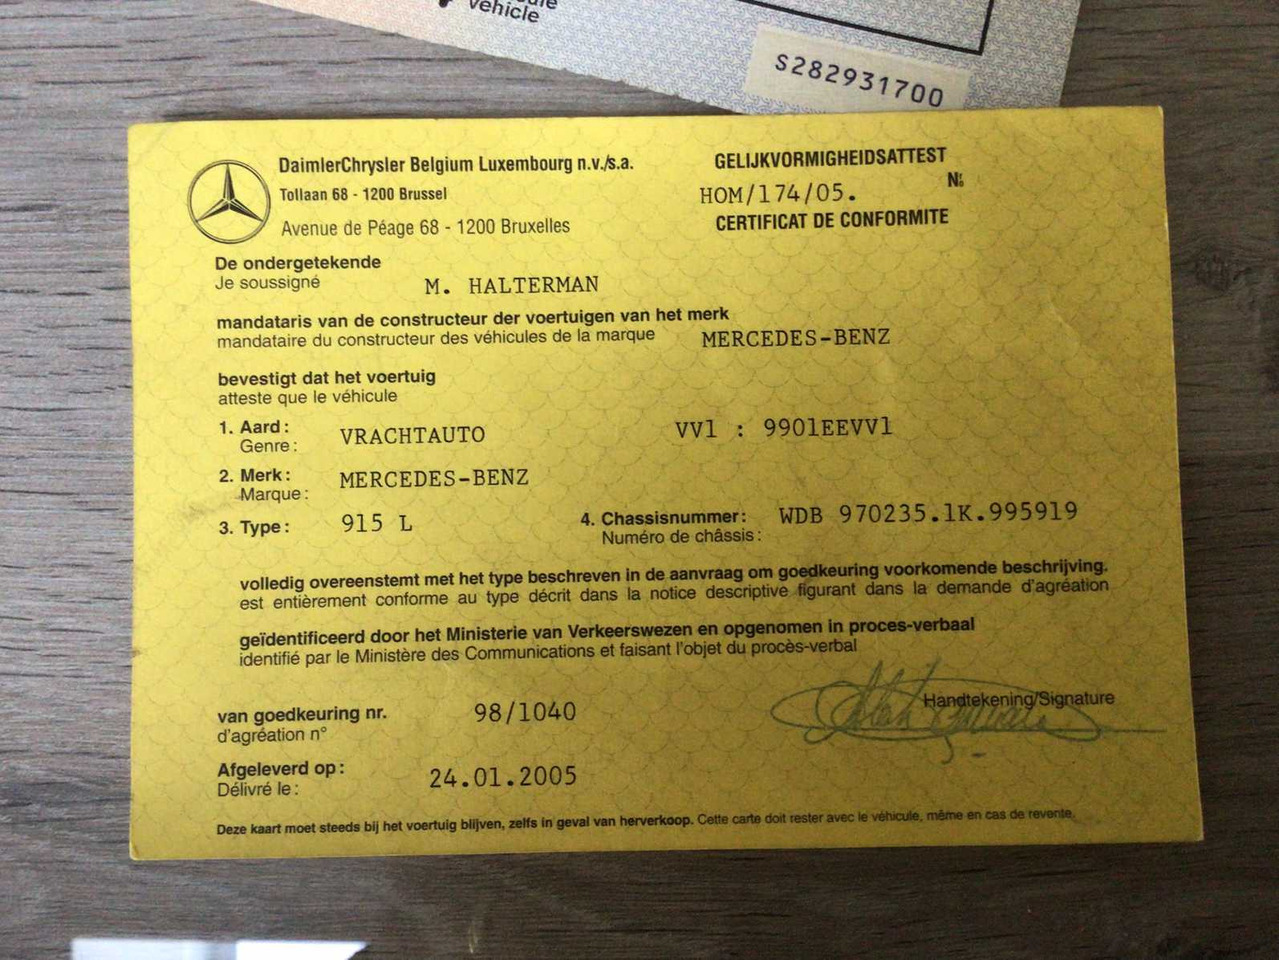 vehicle
S282931700
DaimlerChrysler Belgium Luxembourg n.v./s.a.
Tollaan 68 - 1200 Brussel
Avenue de Péage 68 - 1200 Bruxelles
GELIJKVORMIGHEIDSATTEST
N°
HOM/174/05.
CERTIFICAT DE CONFORMITE
De ondergetekende
Je soussigné
M. HALTERMAN
mandataris van de constructeur der voertuigen van het merk
mandataire du constructeur des véhicules de la marque
MERCEDES-BENZ
bevestigt dat het voertuig
atteste que le véhicule
1. Aard :
Genre :
VRACHTAUTO
VV1 : 9901EEVV1
2. Merk :
Marque :
MERCEDES-BENZ
3. Type :
915 L
4. Chassisnummer :
Numéro de châssis :
WDB 970235.1K.995919
volledig overeenstemt met het type beschreven in de aanvraag om goedkeuring voorkomende beschrijving.
est entièrement conforme au type décrit dans la notice descriptive figurant dans la demande d'agréation
geïdentificeerd door het Ministerie van Verkeerswezen en opgenomen in proces-verbaal
identifié par le Ministère des Communications et faisant l'objet du procès-verbal
van goedkeuring nr.
d'agréation n°
98/1040
Handtekening/Signature
Afgeleverd op :
Délivré le :
24.01.2005
Deze kaart moet steeds bij het voertuig blijven, zelfs in geval van herverkoop. Cette carte doit rester avec le véhicule, même en cas de revente.